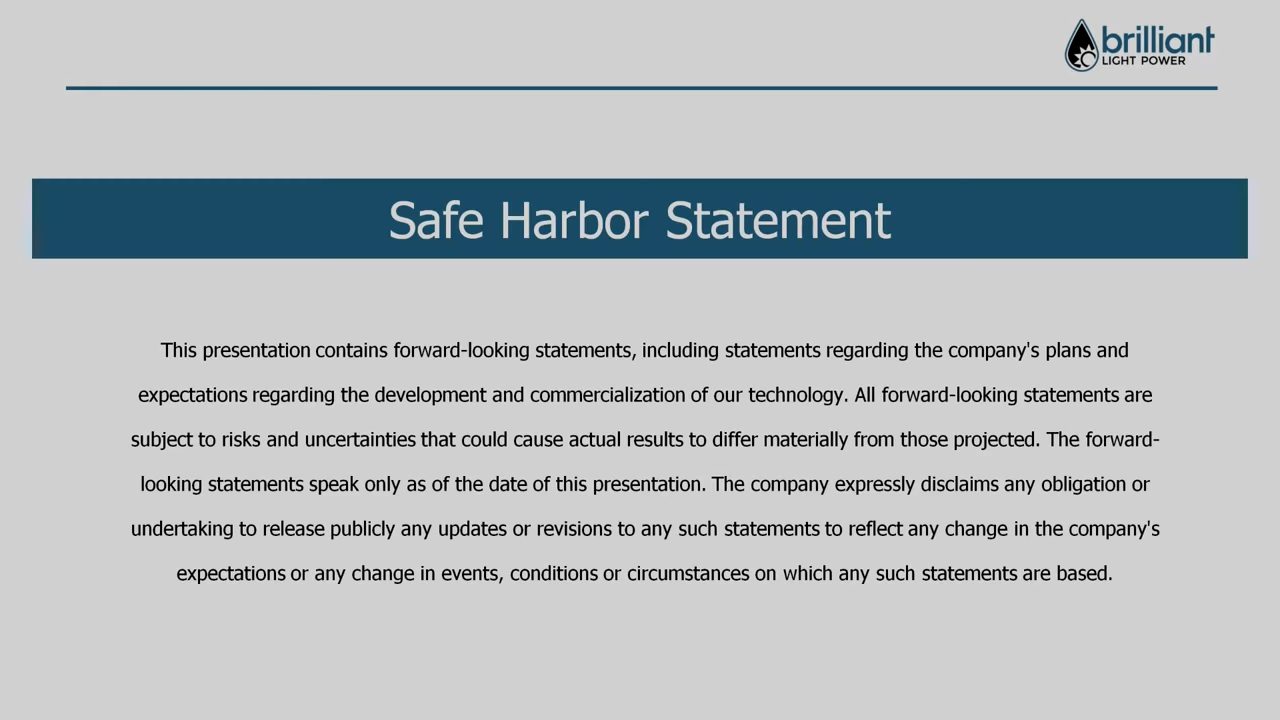 brilliant
LIGHT POWER
Safe Harbor Statement
This presentation contains forward-looking statements, including statements regarding the company's plans and
expectations regarding the development and commercialization of our technology. All forward-looking statements are
subject to risks and uncertainties that could cause actual results to differ materially from those projected. The forward-
looking statements speak only as of the date of this presentation. The company expressly disclaims any obligation or
undertaking to release publicly any updates or revisions to any such statements to reflect any change in the company's
expectations or any change in events, conditions or circumstances on which any such statements are based.